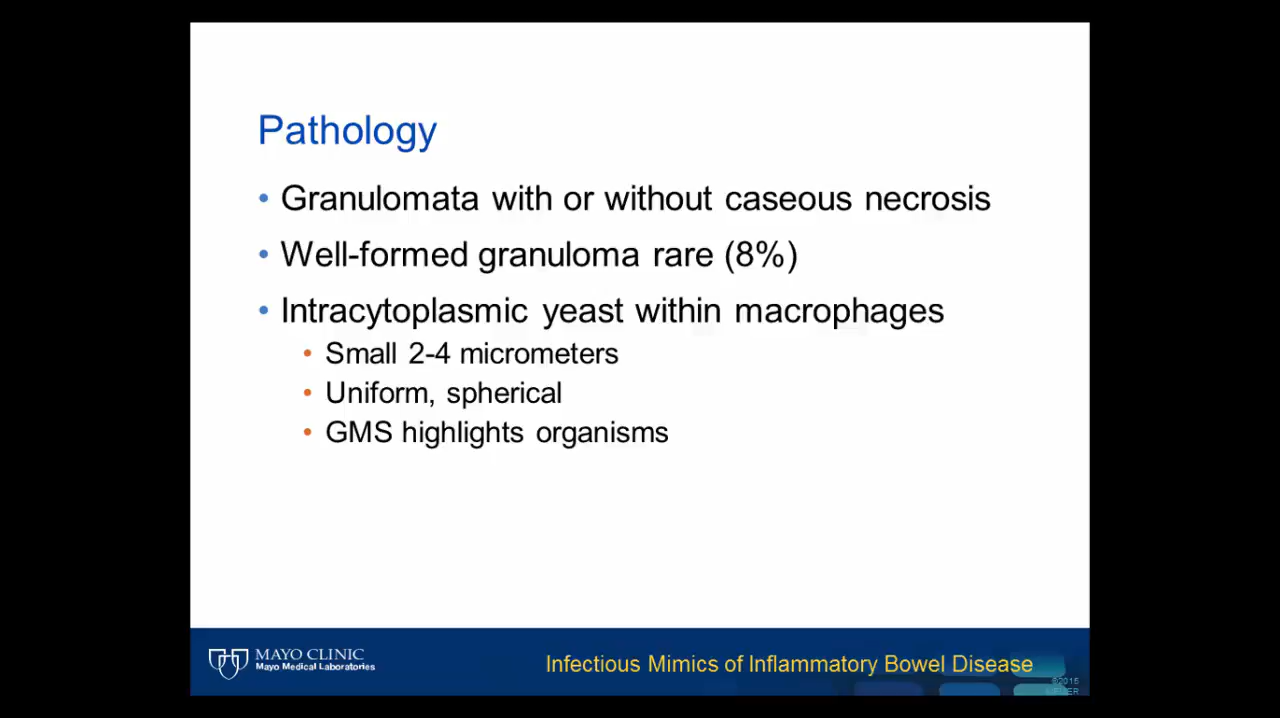 Pathology
• Granulomata with or without caseous necrosis
• Well-formed granuloma rare (8%)
• Intracytoplasmic yeast within macrophages
• Small 2-4 micrometers
• Uniform, spherical
• GMS highlights organisms
MAYO CLINIC
Mayo Medical Laboratories
Infectious Mimics of Inflammatory Bowel Disease
©2015